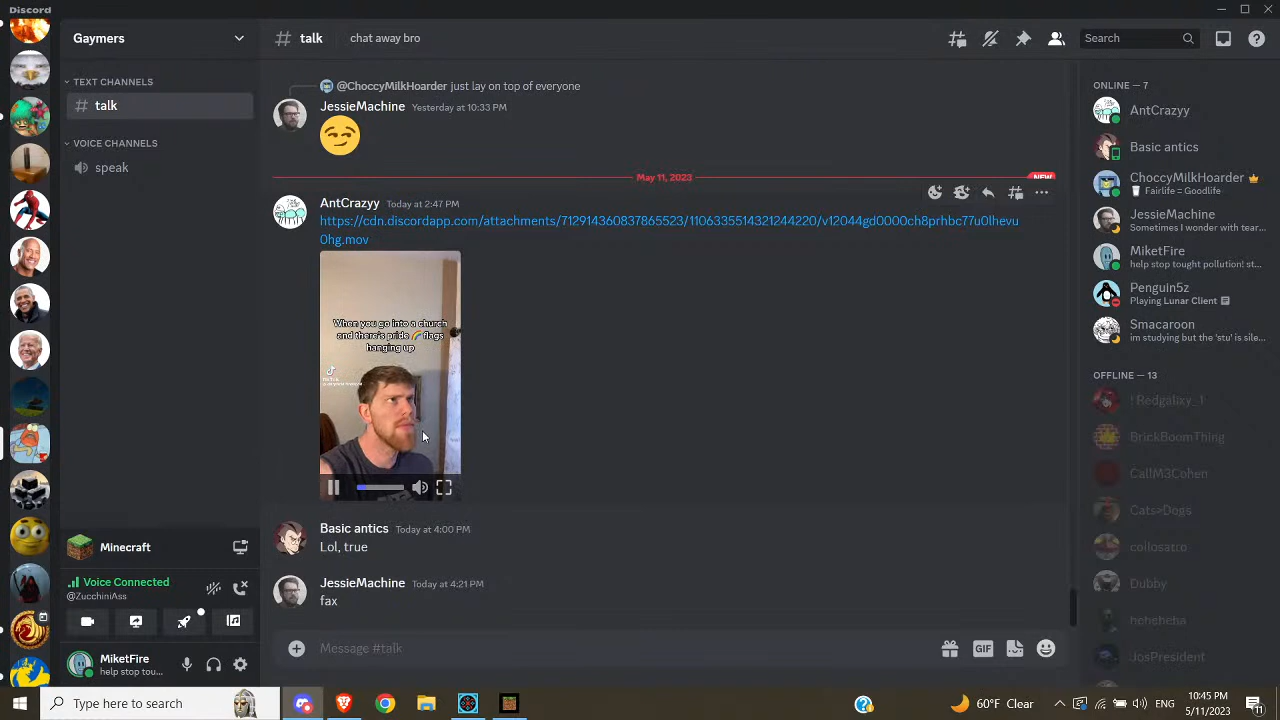 Discord
Gaymers
# talk
chat away bro
Search
TEXT CHANNELS
# talk
VOICE CHANNELS
speak
@ChoccyMilkHoarder just lay on top of everyone
JessieMachine Yesterday at 10:33 PM
May 11, 2023
NEW
AntCrazyy Today at 2:47 PM
https://cdn.discordapp.com/attachments/712914360837865523/1106335514321244220/v12044gd0000ch8prhbc77u0lhevu
0hg.mov
When you go into a church
and there's pride 🌈 flags
hanging up
TikTok
Basic antics Today at 4:00 PM
Lol, true
JessieMachine Today at 4:21 PM
fax
Message #talk
GIF
Minecraft
Voice Connected
@ZucchiniAss
MiketFire
help stop tou...
ONLINE — 7
AntCrazyy
Basic antics
ChoccyMilkHoarder
Fairlife = Goodlife
JessieMachine
Sometimes I wonder with tear...
MiketFire
help stop tought pollution! st...
Penguin5z
Playing Lunar Client
Smacaroon
im studying but the 'stu' is sile...
OFFLINE — 13
! Redgalixy_1
BrickBoomThing
CallM3Cohen
Cats>Dogs
collosatro
Dubby
heheheha
JosPresident
Type here to search
60°F Clear
ENG
10:45 PM
5/11/2023